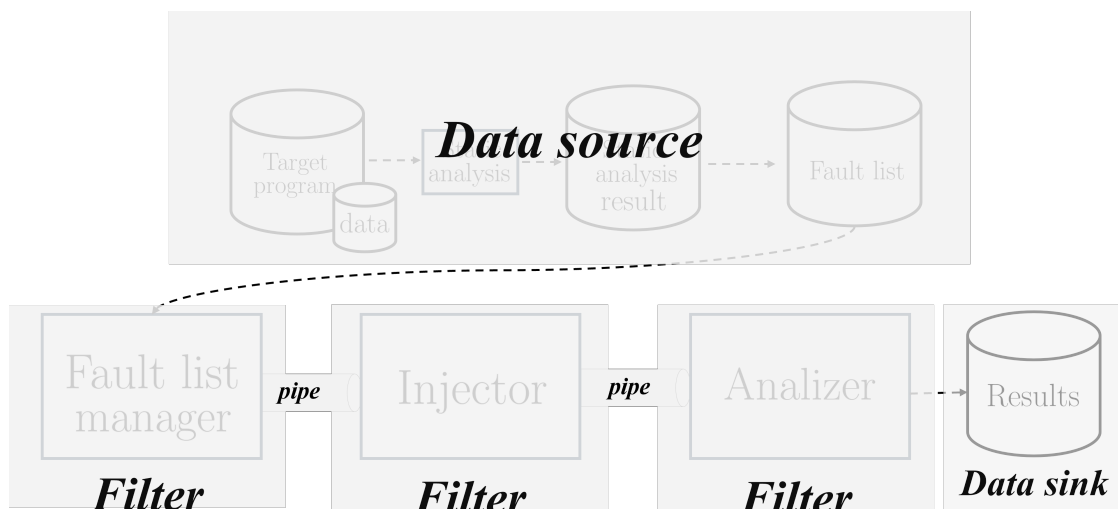 Data source
Target
program
data
analysis
analysis
result
Fault list
Fault list
manager
pipe
Injector
pipe
Analizer
Results
Filter
Filter
Filter
Data sink